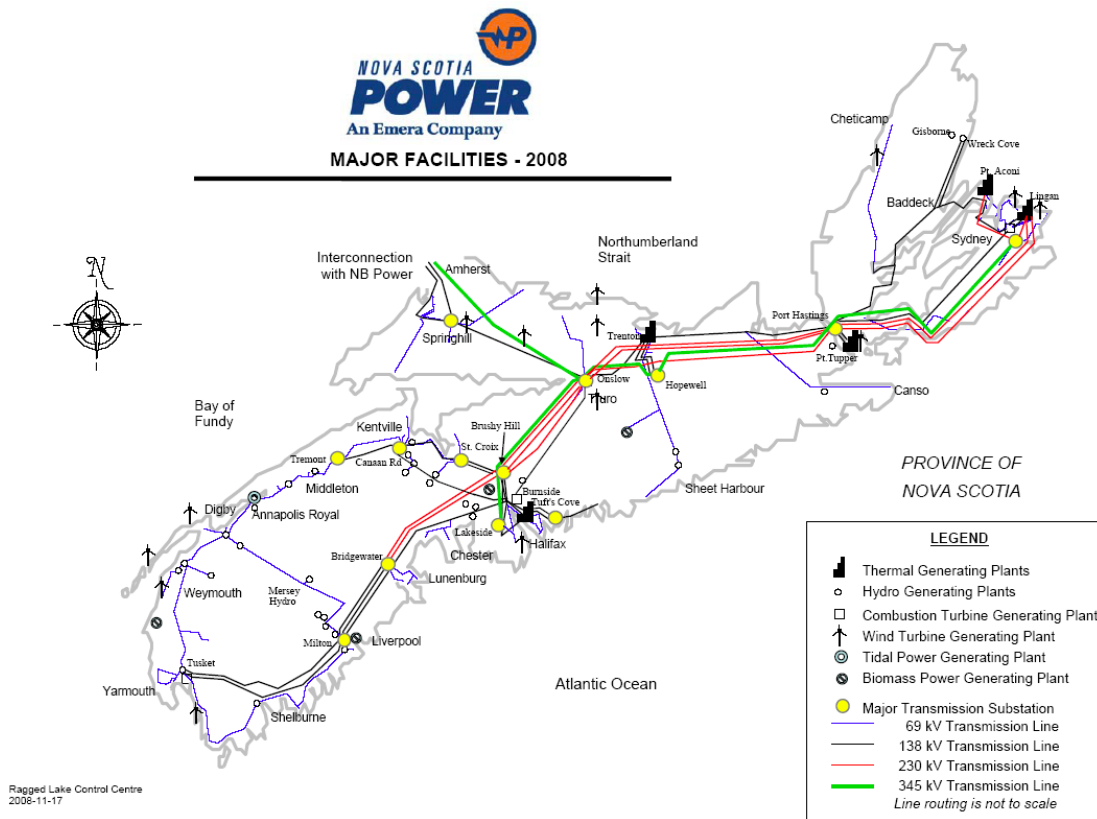 NOVA SCOTIA
POWER
An Emera Company
MAJOR FACILITIES - 2008
N
Cheticamp
Gisborne
Wreck Cove
Pt. Aconi
Lingan
Baddeck
Sydney
Northumberland
Strait
Interconnection
with NB Power
Amherst
Port Hastings
Trenton
Springhill
Pt.Tupper
Onslow
Hopewell
Truro
Canso
Bay of
Fundy
Brushy Hill
Kentville
St. Croix
Tremont
Canaan Rd
Middleton
Sheet Harbour
PROVINCE OF
NOVA SCOTIA
Burnside
Tuft's Cove
Digby
Annapolis Royal
Lakeside
Halifax
Chester
Bridgewater
Lunenburg
Weymouth
Mersey
Hydro
Milton
Liverpool
Tusket
Yarmouth
Shelburne
Atlantic Ocean
LEGEND
Thermal Generating Plants
Hydro Generating Plants
Combustion Turbine Generating Plant
Wind Turbine Generating Plant
Tidal Power Generating Plant
Biomass Power Generating Plant
Major Transmission Substation
69 kV Transmission Line
138 kV Transmission Line
230 kV Transmission Line
345 kV Transmission Line
Line routing is not to scale
Ragged Lake Control Centre
2008-11-17